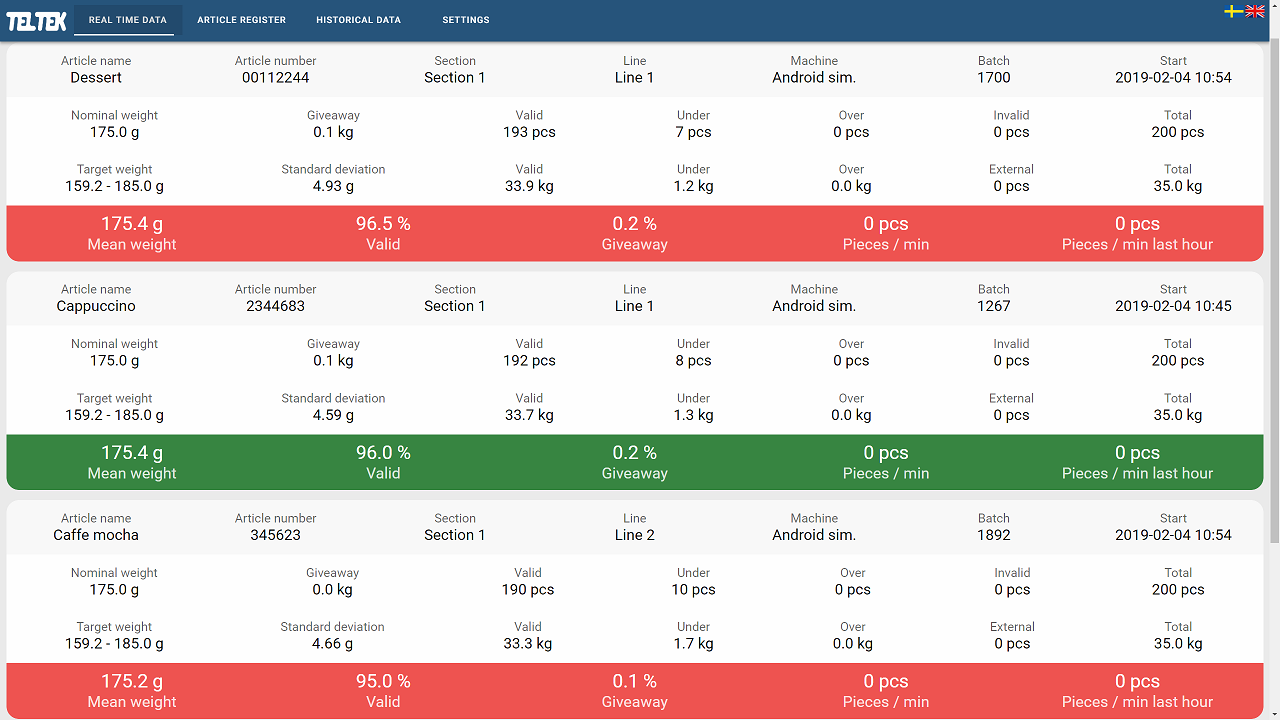 TELTEK REAL TIME DATA ARTICLE REGISTER HISTORICAL DATA SETTINGS
Article name Article number Section Line Machine Batch Start
Dessert 00112244 Section 1 Line 1 Android sim. 1700 2019-02-04 10:54
Nominal weight Giveaway Valid Under Over Invalid Total
175.0 g 0.1 kg 193 pcs 7 pcs 0 pcs 0 pcs 200 pcs
Target weight Standard deviation Valid Under Over External Total
159.2 - 185.0 g 4.93 g 33.9 kg 1.2 kg 0.0 kg 0 pcs 35.0 kg
175.4 g 96.5 % 0.2 % 0 pcs 0 pcs
Mean weight Valid Giveaway Pieces / min Pieces / min last hour
Article name Article number Section Line Machine Batch Start
Cappuccino 2344683 Section 1 Line 1 Android sim. 1267 2019-02-04 10:45
Nominal weight Giveaway Valid Under Over Invalid Total
175.0 g 0.1 kg 192 pcs 8 pcs 0 pcs 0 pcs 200 pcs
Target weight Standard deviation Valid Under Over External Total
159.2 - 185.0 g 4.59 g 33.7 kg 1.3 kg 0.0 kg 0 pcs 35.0 kg
175.4 g 96.0 % 0.2 % 0 pcs 0 pcs
Mean weight Valid Giveaway Pieces / min Pieces / min last hour
Article name Article number Section Line Machine Batch Start
Caffe mocha 345623 Section 1 Line 2 Android sim. 1892 2019-02-04 10:54
Nominal weight Giveaway Valid Under Over Invalid Total
175.0 g 0.0 kg 190 pcs 10 pcs 0 pcs 0 pcs 200 pcs
Target weight Standard deviation Valid Under Over External Total
159.2 - 185.0 g 4.66 g 33.3 kg 1.7 kg 0.0 kg 0 pcs 35.0 kg
175.2 g 95.0 % 0.1 % 0 pcs 0 pcs
Mean weight Valid Giveaway Pieces / min Pieces / min last hour